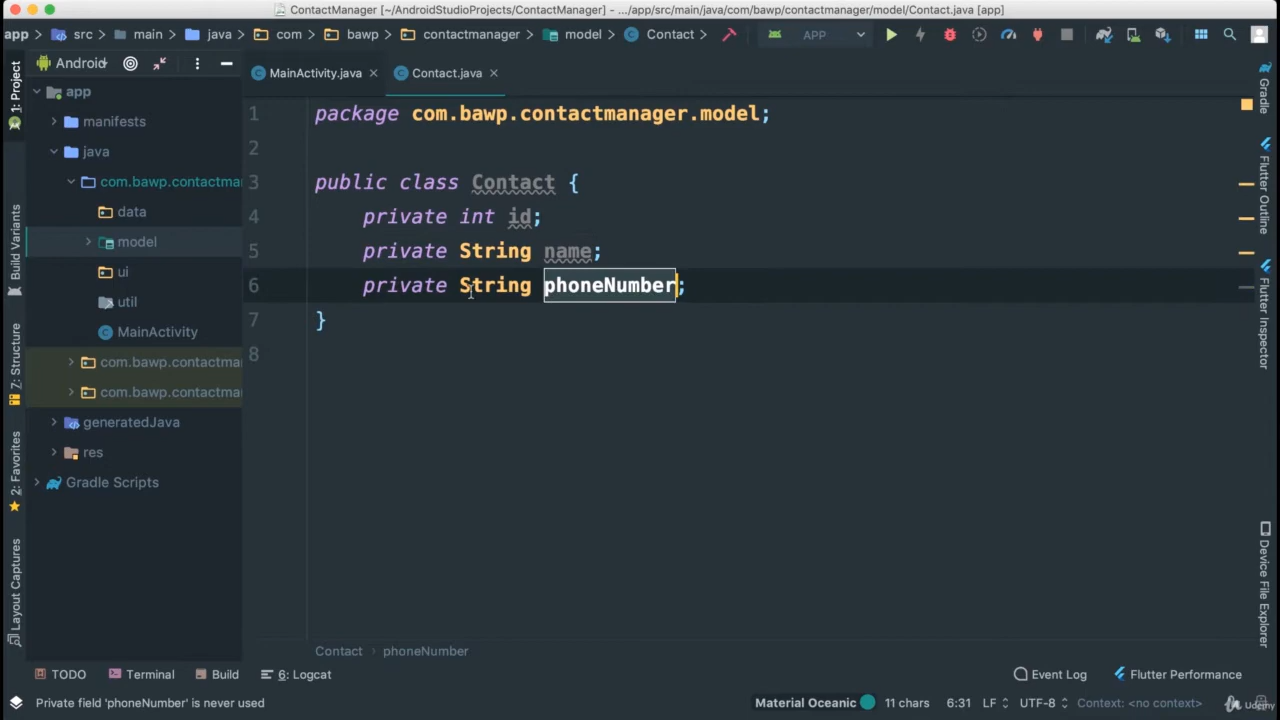 ContactManager [~/AndroidStudioProjects/ContactManager] - .../app/src/main/java/com/bawp/contactmanager/model/Contact.java [app]
app src main java com bawp contactmanager model Contact APP
Android
MainActivity.java Contact.java
1: Project
Build Variants
7: Structure
2: Favorites
Layout Captures
app
manifests
java
com.bawp.contactma
data
model
ui
util
MainActivity
com.bawp.contactma
com.bawp.contactma
generatedJava
res
Gradle Scripts
1 package com.bawp.contactmanager.model;
2
3 public class Contact {
4 private int id;
5 private String name;
6 private String phoneNumber;
7 }
8
Gradle
Flutter Outline
Flutter Inspector
Device File Explorer
Contact phoneNumber
TODO Terminal Build 6: Logcat Event Log Flutter Performance
Private field 'phoneNumber' is never used Material Oceanic 11 chars 6:31 LF UTF-8 Context: <no context>
Udemy